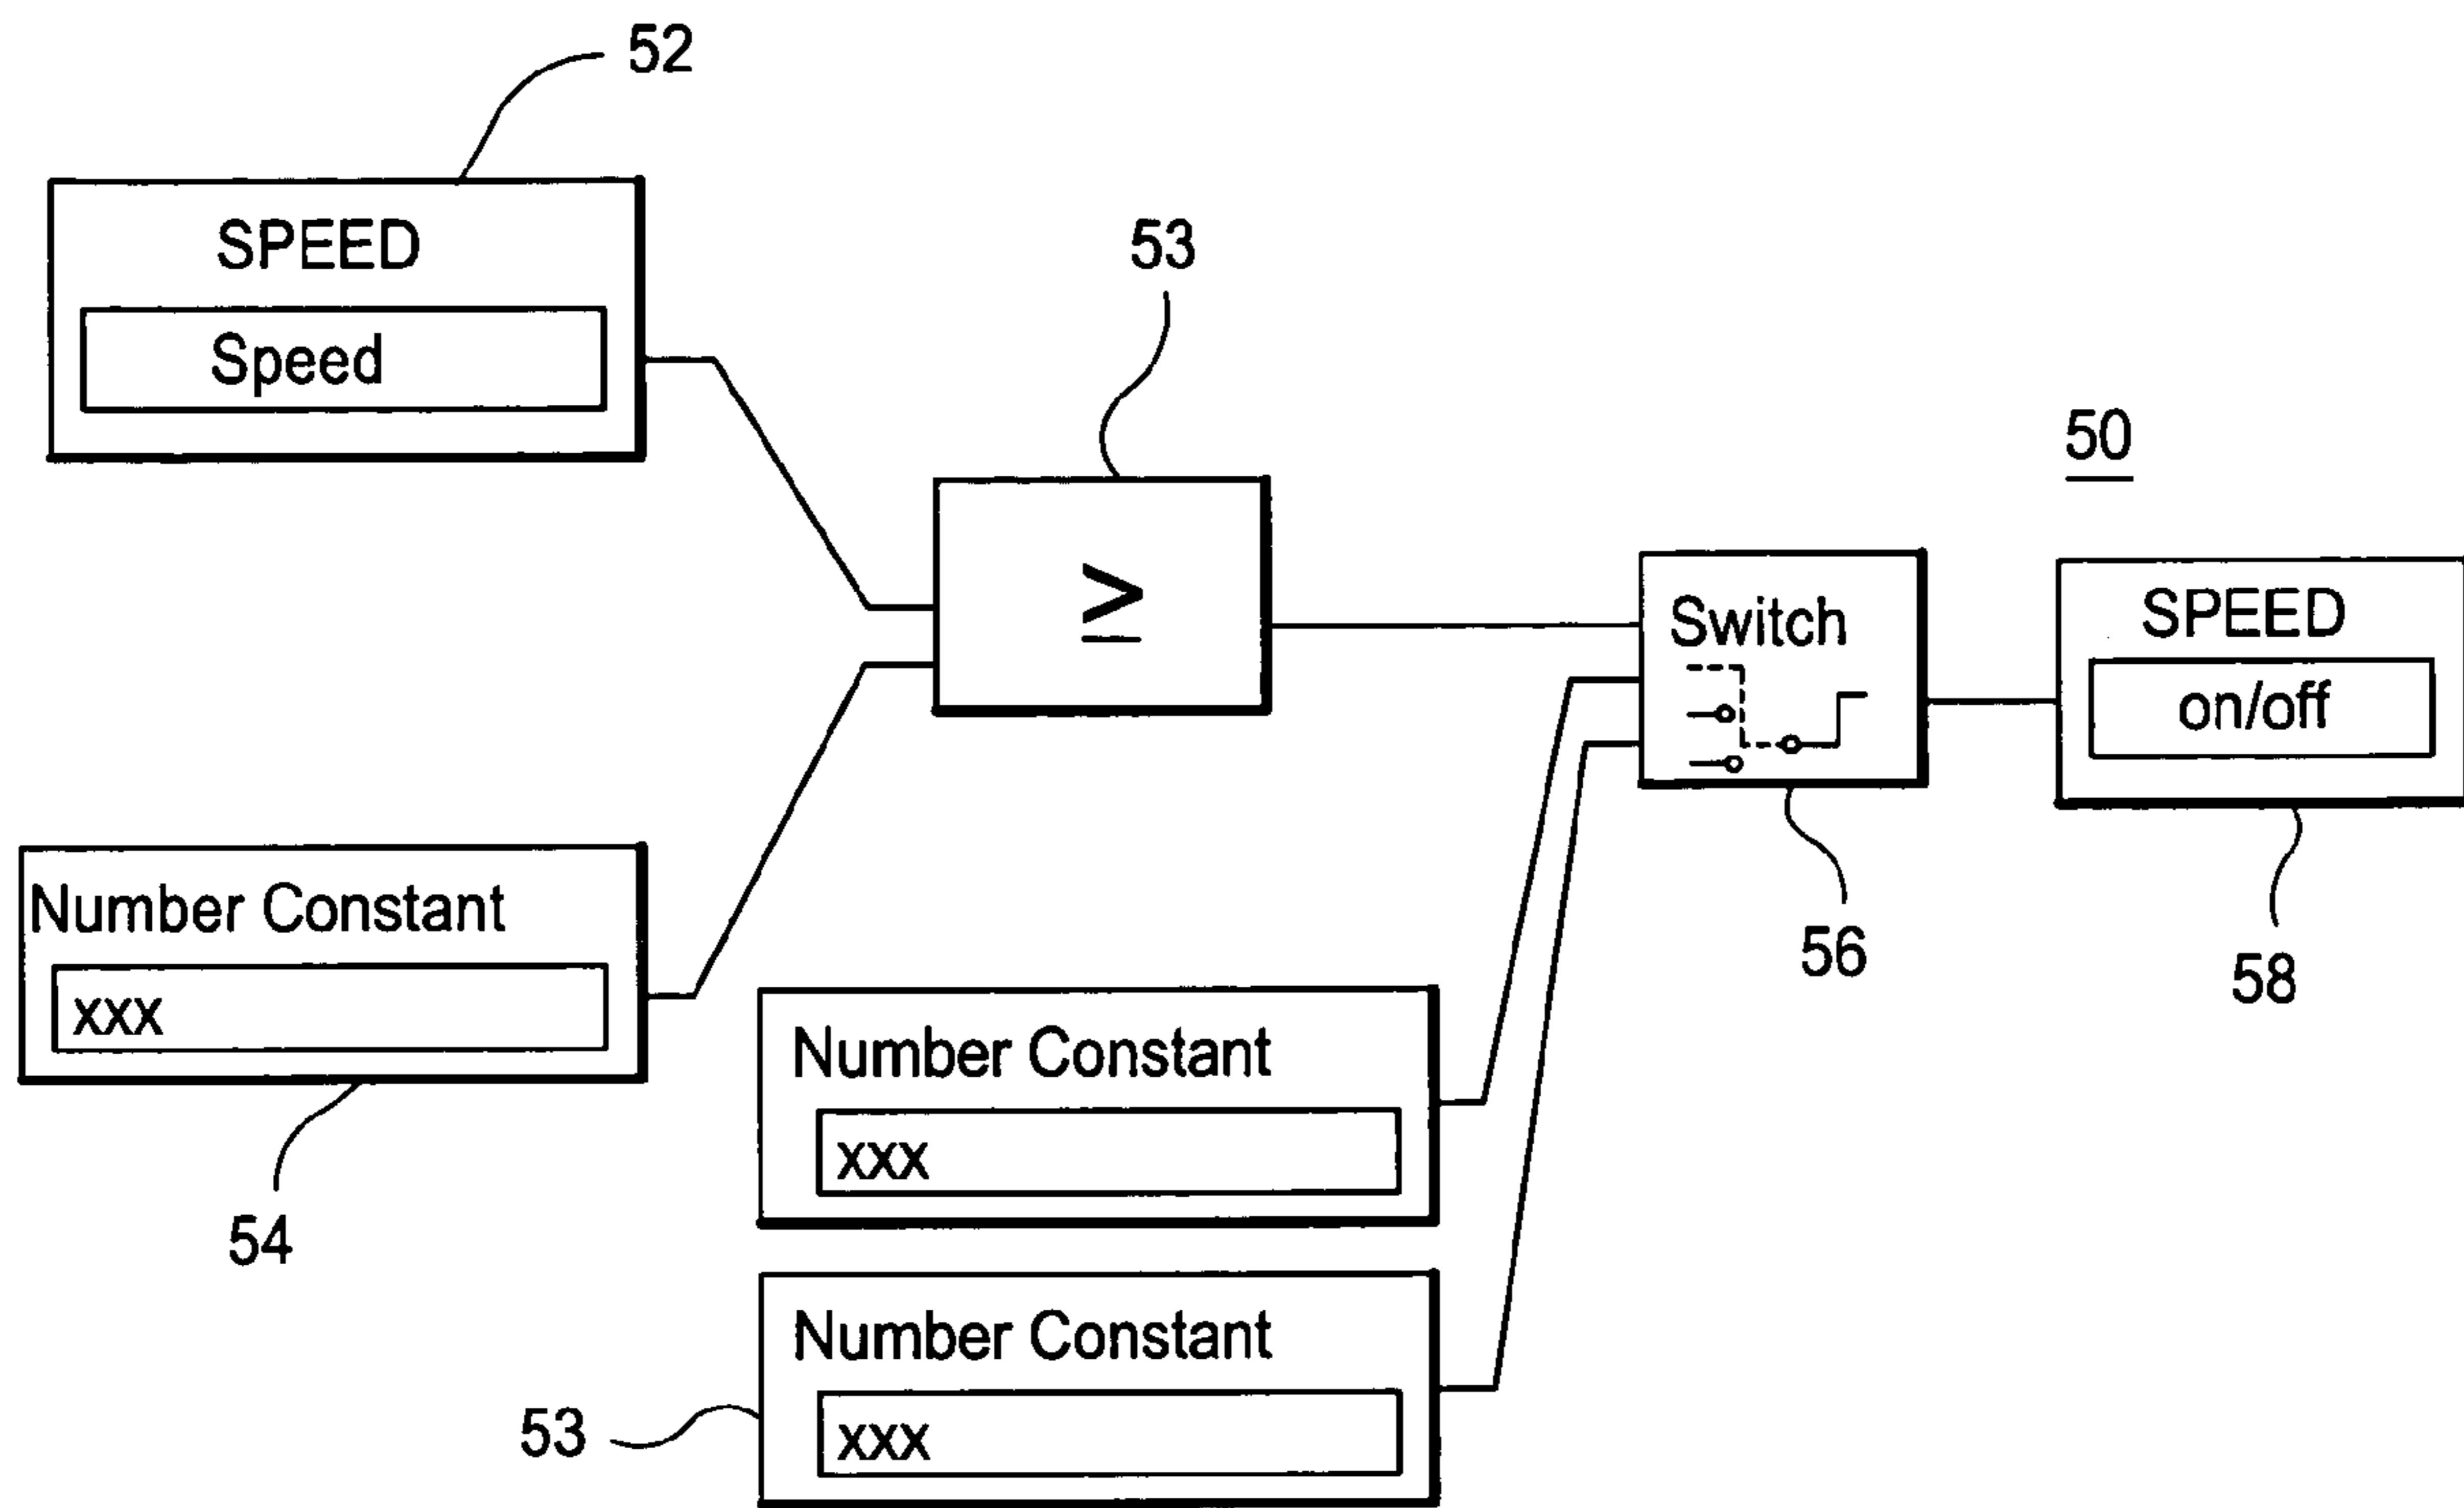 52
SPEED
Speed
53
≥
50
Switch
SPEED
on/off
Number Constant
xxx
54
56
58
Number Constant
xxx
Number Constant
xxx
53